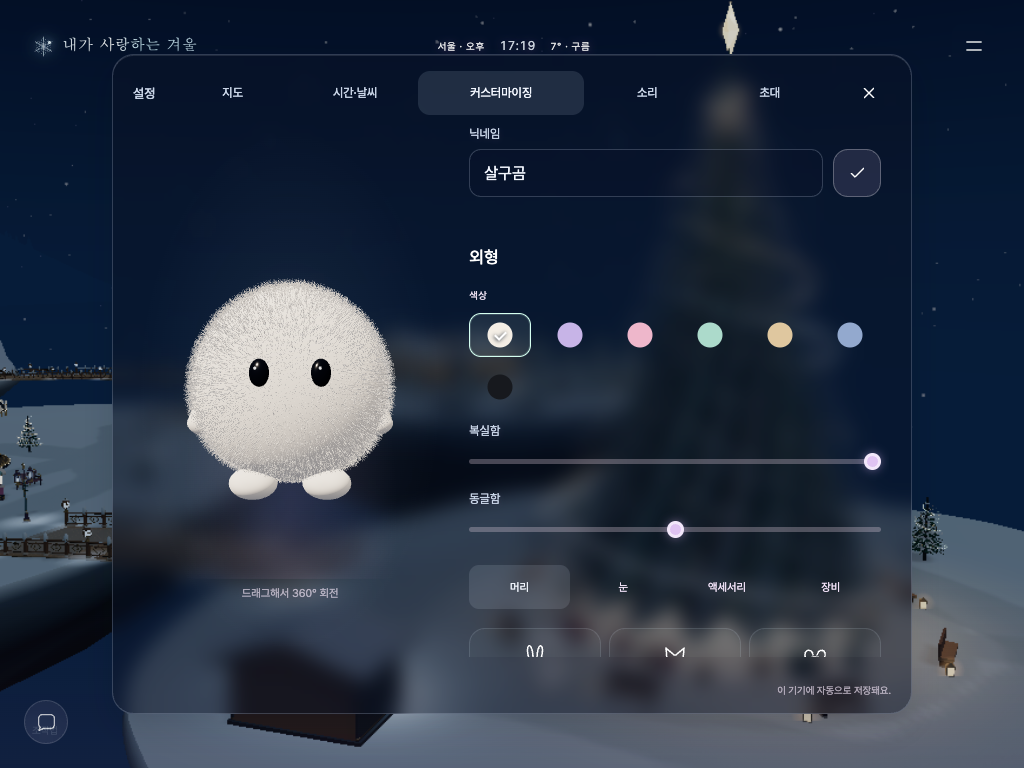 내가 사랑하는 겨울
서울 · 오후 17:19 7° · 구름
설정 지도 시간·날씨 커스터마이징 소리 초대
닉네임
살구곰
외형
색상
복실함
동글함
머리 눈 액세서리 장비
드래그해서 360° 회전
이 기기에 자동으로 저장돼요.